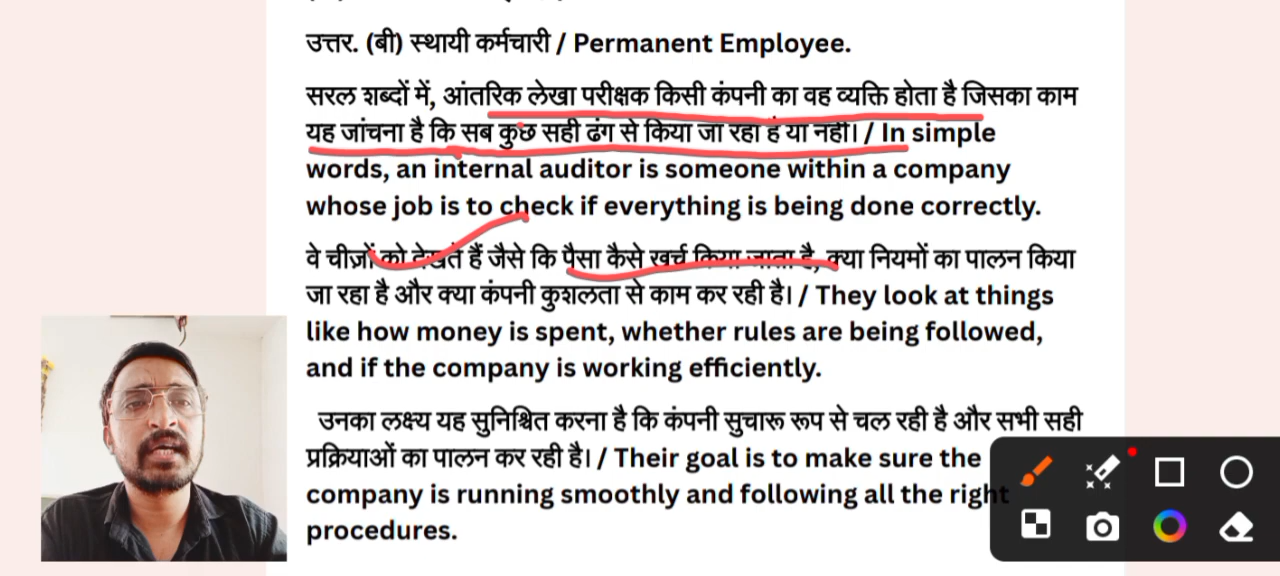 उत्तर. (बी) स्थायी कर्मचारी / Permanent Employee.
सरल शब्दों में, आंतरिक लेखा परीक्षक किसी कंपनी का वह व्यक्ति होता है जिसका काम
यह जांचना है कि सब कुछ सही ढंग से किया जा रहा है या नहीं। / In simple
words, an internal auditor is someone within a company
whose job is to check if everything is being done correctly.
वे चीज़ों को देखते हैं जैसे कि पैसा कैसे खर्च किया जाता है, क्या नियमों का पालन किया
जा रहा है और क्या कंपनी कुशलता से काम कर रही है। / They look at things
like how money is spent, whether rules are being followed,
and if the company is working efficiently.
उनका लक्ष्य यह सुनिश्चित करना है कि कंपनी सुचारू रूप से चल रही है और सभी सही
प्रक्रियाओं का पालन कर रही है। / Their goal is to make sure the
company is running smoothly and following all the right
procedures.